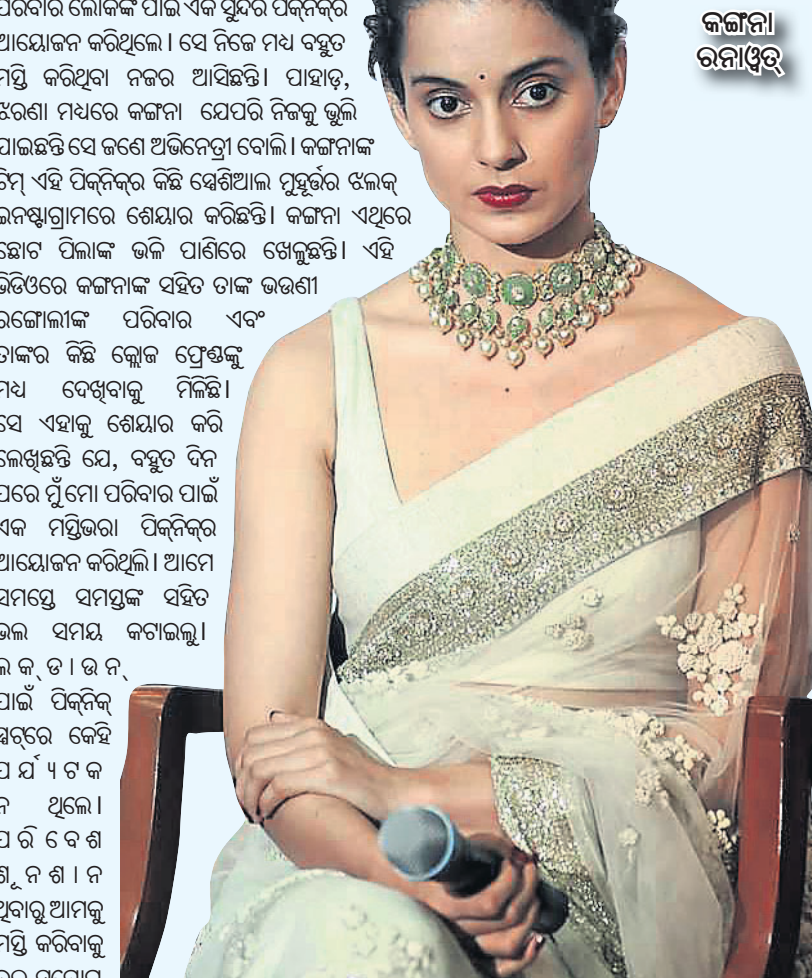 ପରିବାର ଲୋକଙ୍କ ପାଇଁ ଏକ ସୁନ୍ଦର ପିକ୍‌ନିକ୍‌ର
ଆୟୋଜନ କରିଥିଲେ। ସେ ନିଜେ ମଧ୍ୟ ବହୁତ
ମସ୍ତି କରିଥିବା ନଜର ଆସିଛନ୍ତି। ପାହାଡ଼,
ଝରଣା ମଧ୍ୟରେ କଙ୍ଗନା ଯେପରି ନିଜକୁ ଭୁଲି
ଯାଇଛନ୍ତି ସେ ଜଣେ ଅଭିନେତ୍ରୀ ବୋଲି। କଙ୍ଗନାଙ୍କ
ଟିମ୍ ଏହି ପିକ୍‌ନିକ୍‌ର କିଛି ସ୍ପେଶିଆଲ ମୁହୂର୍ତ୍ତର ଝଲକ୍
ଇନଷ୍ଟାଗ୍ରାମରେ ଶେୟାର କରିଛନ୍ତି। କଙ୍ଗନା ଏଥିରେ
ଛୋଟ ପିଲାଙ୍କ ଭଳି ପାଣିରେ ଖେଳୁଛନ୍ତି। ଏହି
ଭିଡିଓରେ କଙ୍ଗନାଙ୍କ ସହିତ ତାଙ୍କ ଭଉଣୀ
ରଙ୍ଗୋଲୀଙ୍କ ପରିବାର ଏବଂ
ତାଙ୍କର କିଛି କ୍ଲୋଜ ଫ୍ରେଣ୍ଡଙ୍କୁ
ମଧ୍ୟ ଦେଖିବାକୁ ମିଳିଛି।
ସେ ଏହାକୁ ଶେୟାର କରି
ଲେଖିଛନ୍ତି ଯେ, ବହୁତ ଦିନ
ପରେ ମୁଁ ମୋ ପରିବାର ପାଇଁ
ଏକ ମସ୍ତିଭରା ପିକ୍‌ନିକ୍‌ର
ଆୟୋଜନ କରିଥିଲି। ଆମେ
ସମସ୍ତେ ସମସ୍ତଙ୍କ ସହିତ
ଭଲ ସମୟ କଟାଇଲୁ।
ଲକ୍‌ଡାଉନ୍
ପାଇଁ ପିକ୍‌ନିକ୍
ସ୍ପଟ୍‌ରେ କେହି
ପର୍ଯ୍ୟଟକ
ନ ଥିଲେ।
ପରିବେଶ
ଶୂନଶାନ
ଥିବାରୁ ଆମକୁ
ମସ୍ତି କରିବାକୁ
କଙ୍ଗନା
ରନାୱତ୍